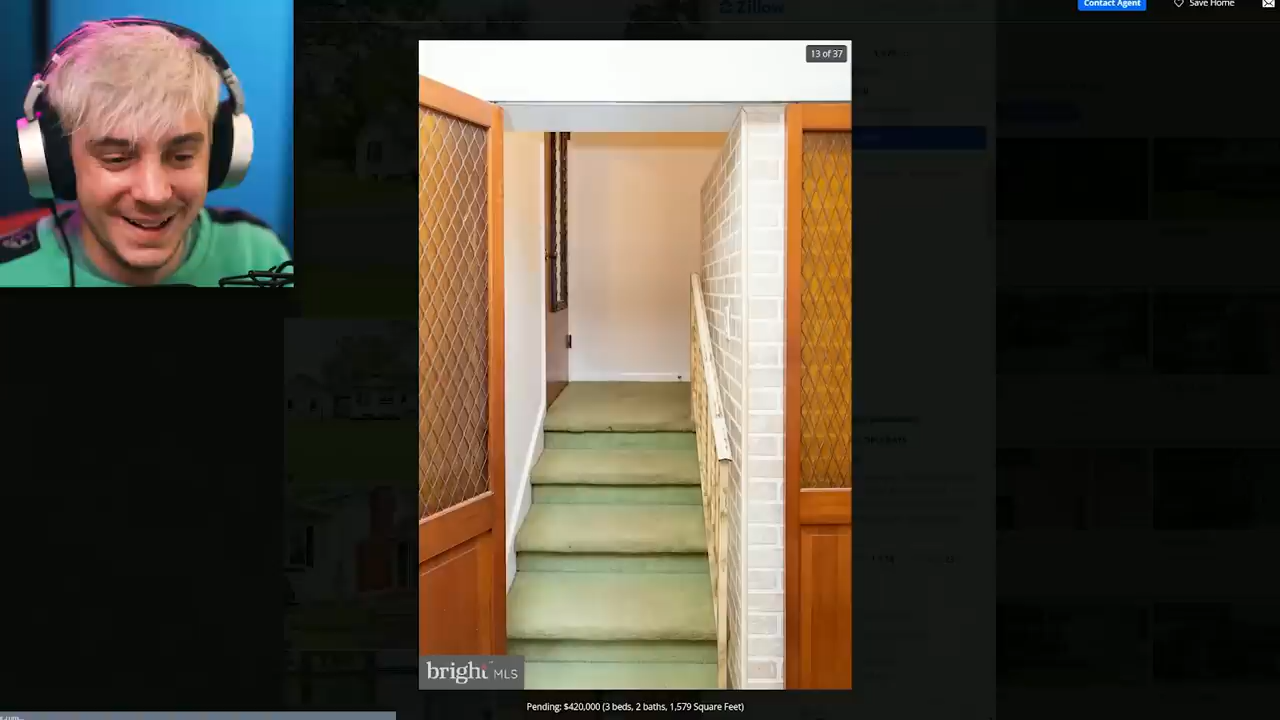 Zillow
Contact Agent
Save Home
13 of 37
bright MLS
Pending: $420,000 (3 beds, 2 baths, 1,579 Square Feet)